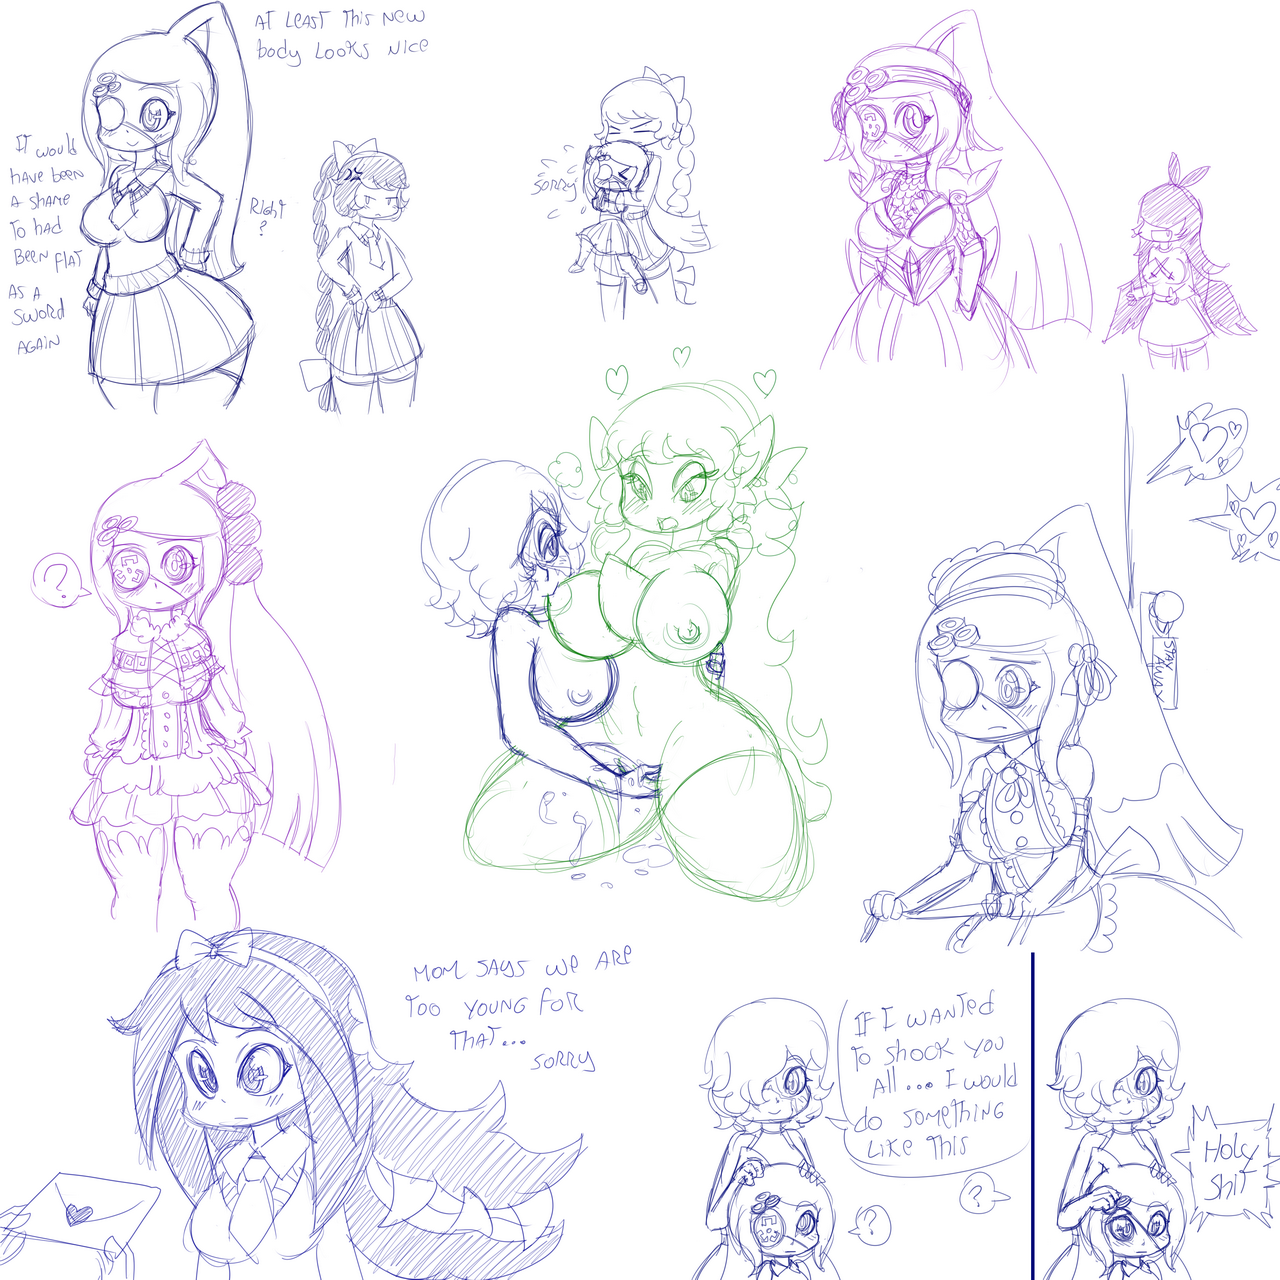 AT LEAST THIS NEW
body LOOKS NICE
IT would
HAVE BEEN
A SHAME
TO HAD
BEEN FLAT
AS A
SWORD
AGAIN
Right
?
SORRY
?
STAY
AWAY
MOM SAYS WE ARE
TOO YOUNG FOR
THAT...
SORRY
IF I WANTED
TO SHOCK YOU
ALL... I WOULD
do SOMETHING
LIKE THIS
?
?
HOLY
SHIT